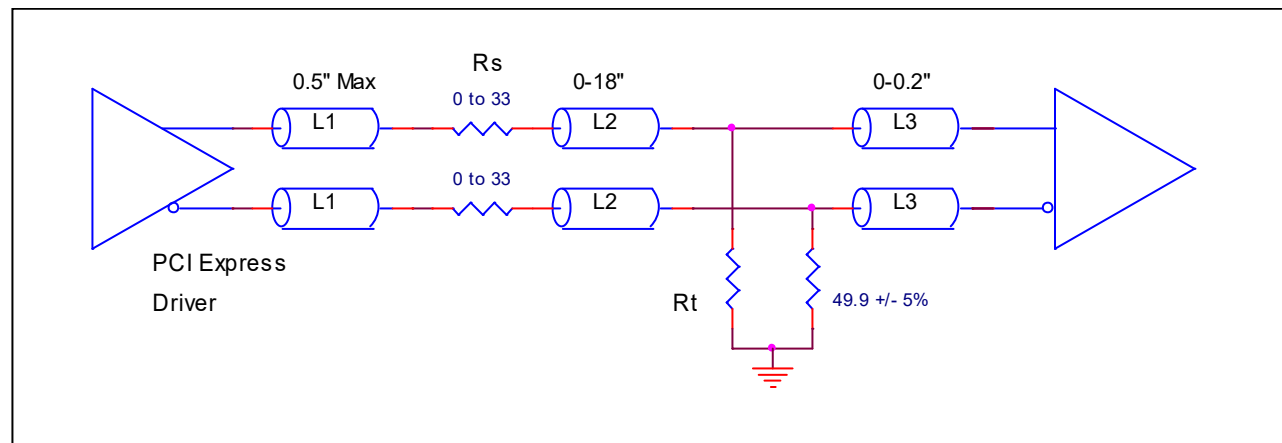 Rs
0.5" Max
0-18"
0-0.2"
L1
L2
L3
0 to 33
0 to 33
L1
L2
L3
PCI Express
Driver
Rt
49.9 +/- 5%